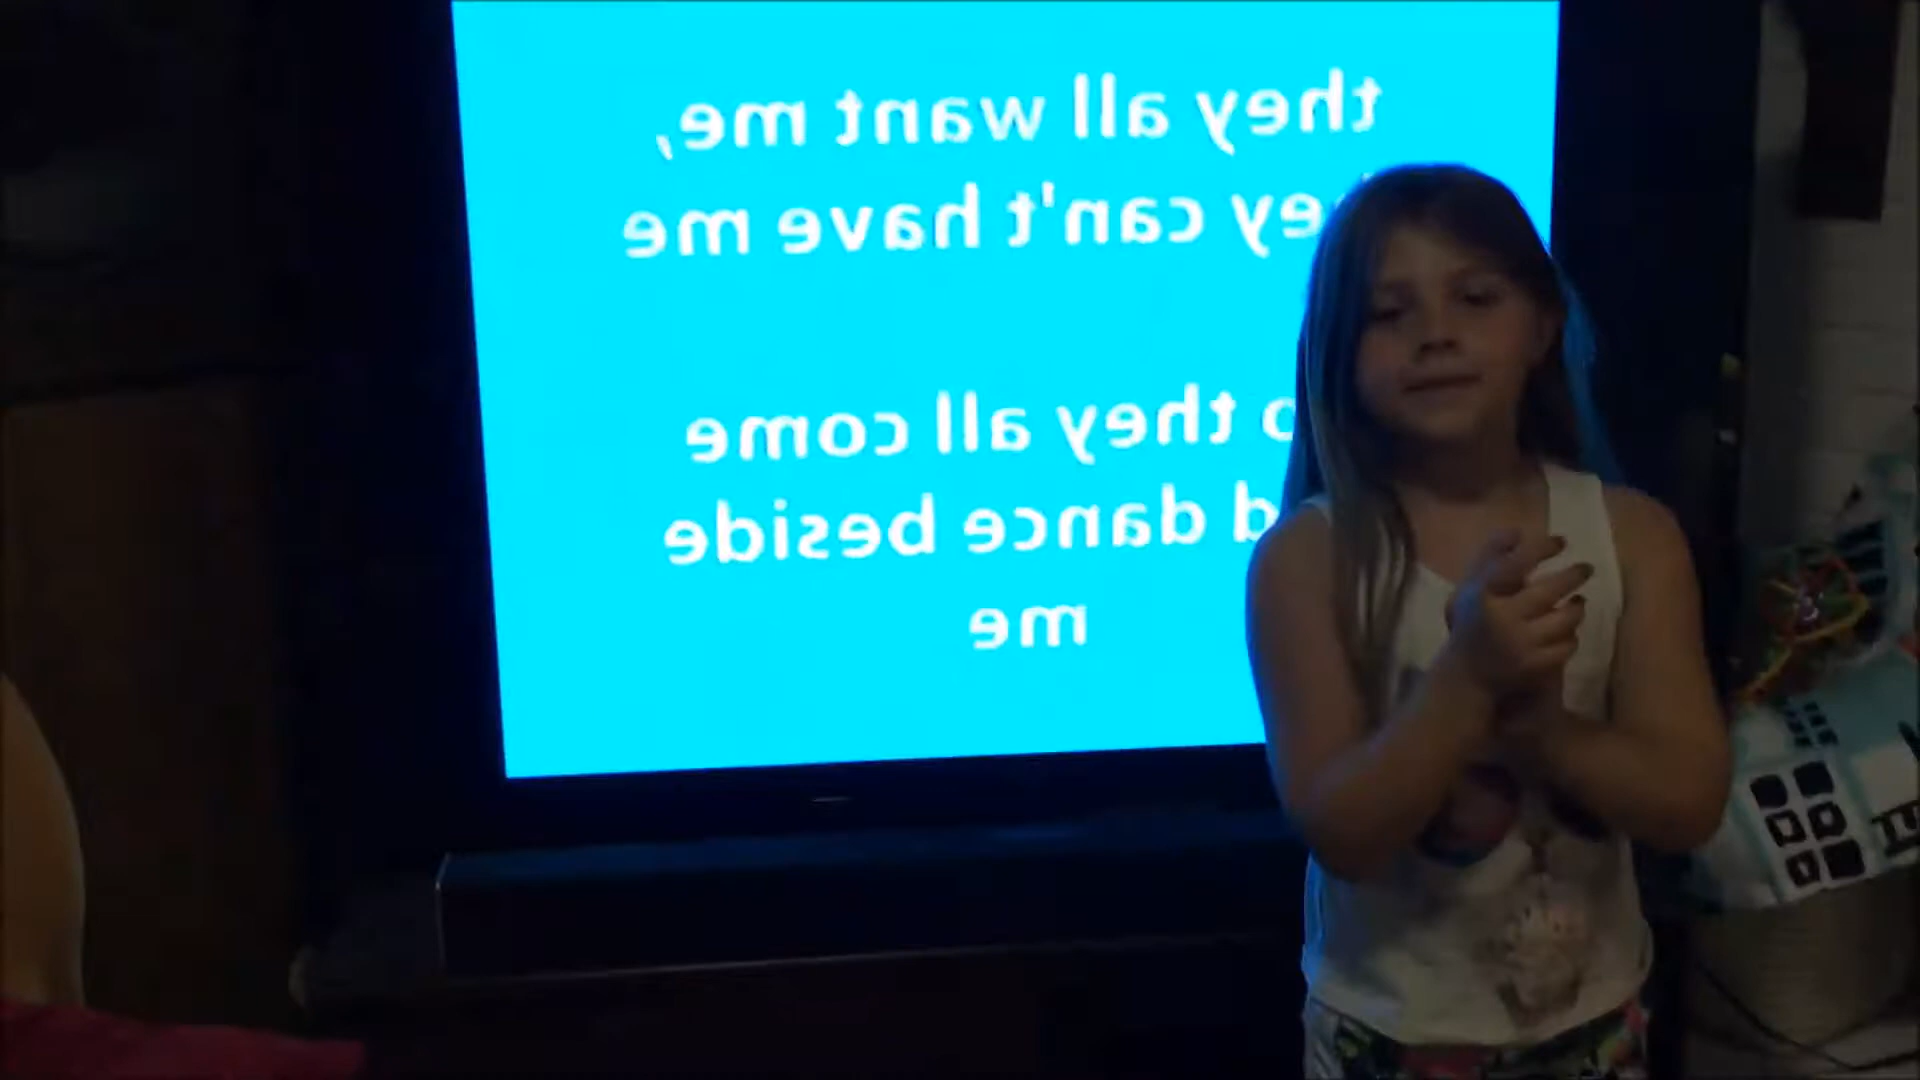 they all want me,
can't have me
they all come
dance beside
me